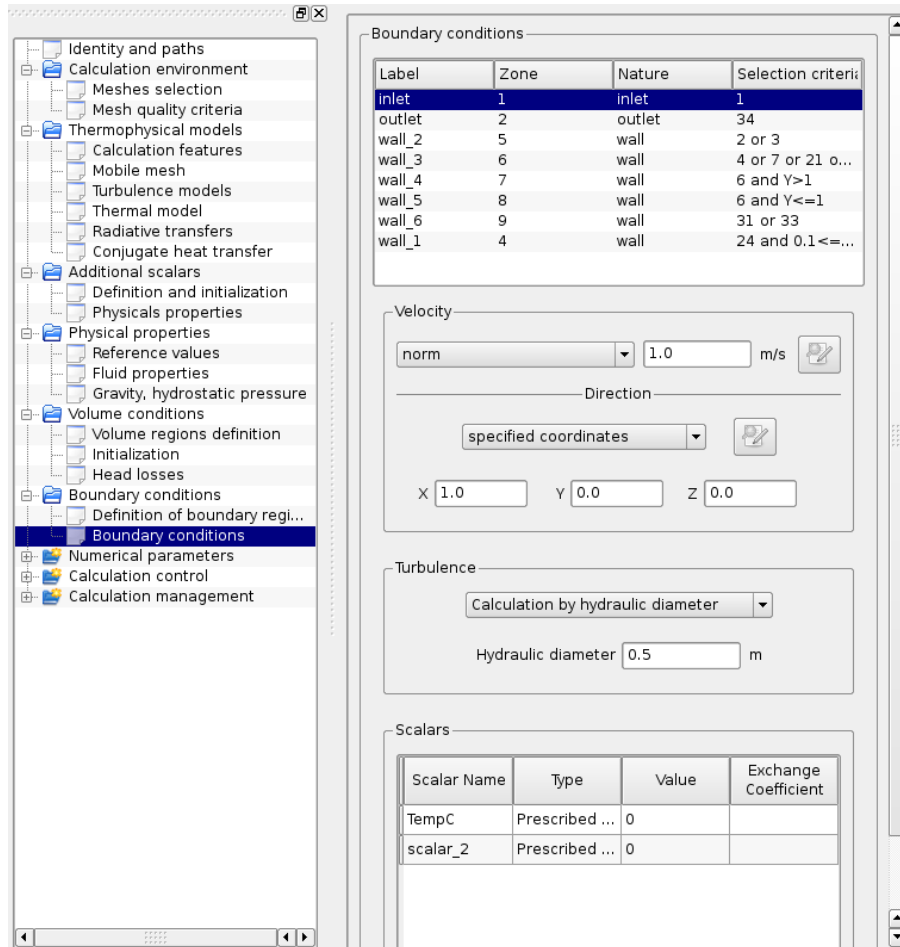 Identity and paths
Calculation environment
Meshes selection
Mesh quality criteria
Thermophysical models
Calculation features
Mobile mesh
Turbulence models
Thermal model
Radiative transfers
Conjugate heat transfer
Additional scalars
Definition and initialization
Physicals properties
Physical properties
Reference values
Fluid properties
Gravity, hydrostatic pressure
Volume conditions
Volume regions definition
Initialization
Head losses
Boundary conditions
Definition of boundary regi...
Boundary conditions
Numerical parameters
Calculation control
Calculation management
Boundary conditions
Label Zone Nature Selection criteria
inlet 1 inlet 1
outlet 2 outlet 34
wall_2 5 wall 2 or 3
wall_3 6 wall 4 or 7 or 21 o...
wall_4 7 wall 6 and Y>1
wall_5 8 wall 6 and Y<=1
wall_6 9 wall 31 or 33
wall_1 4 wall 24 and 0.1<=...
Velocity
norm 1.0 m/s
Direction
specified coordinates
X 1.0 Y 0.0 Z 0.0
Turbulence
Calculation by hydraulic diameter
Hydraulic diameter 0.5 m
Scalars
Scalar Name Type Value Exchange Coefficient
TempC Prescribed ... 0
scalar_2 Prescribed ... 0